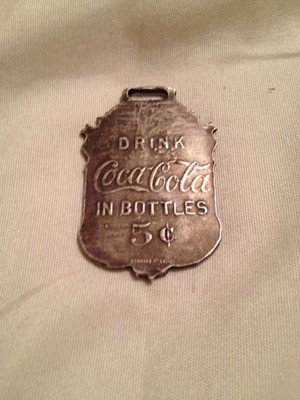 DRINK
Coca-Cola
IN BOTTLES
5¢